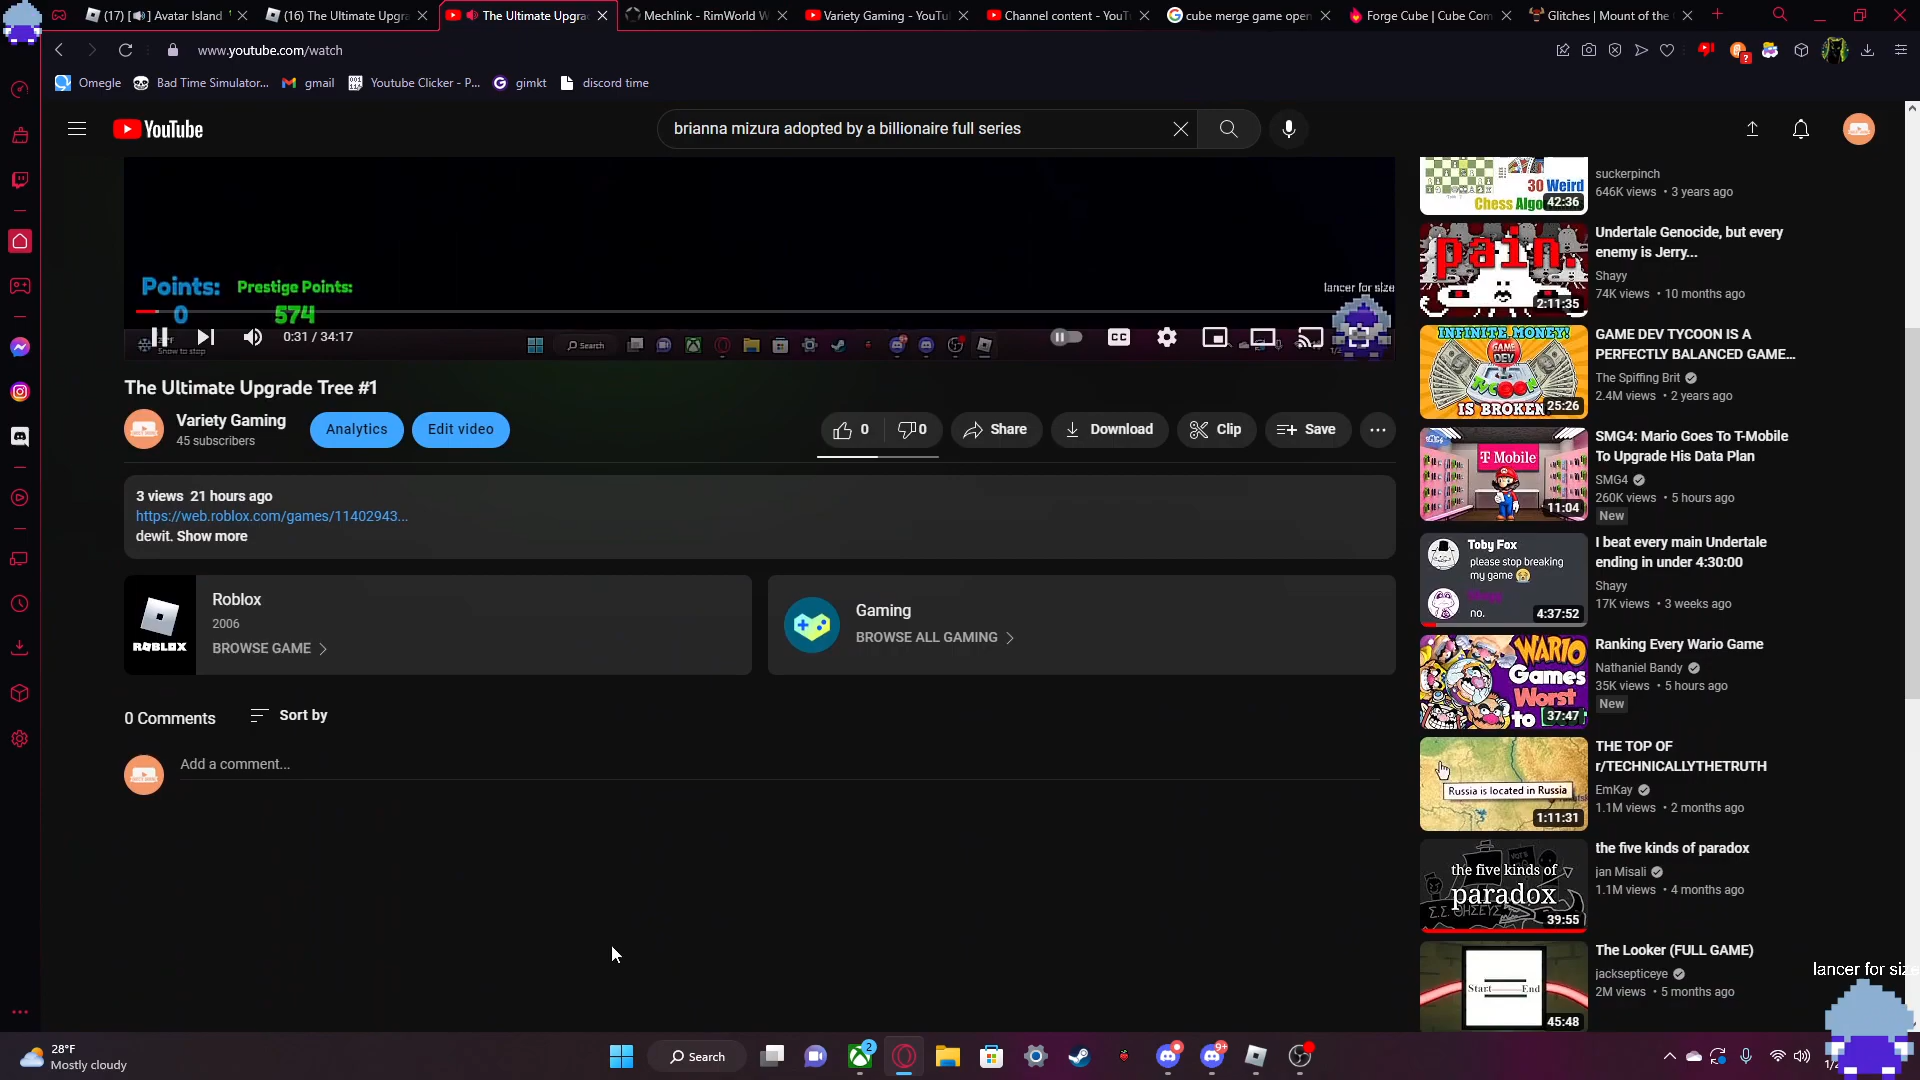 (17) [🔊] Avatar Island
(16) The Ultimate Upgra
The Ultimate Upgra
Mechlink - RimWorld W
Variety Gaming - YouTu
Channel content - YouT
cube merge game open
Forge Cube | Cube Com
Glitches | Mount of the
www.youtube.com/watch
Omegle
Bad Time Simulator...
gmail
Youtube Clicker - P...
gimkt
discord time
YouTube
brianna mizura adopted by a billionaire full series
Points:
0
Prestige Points:
574
lancer for size
0:31 / 34:17
Search
The Ultimate Upgrade Tree #1
Variety Gaming
45 subscribers
Analytics
Edit video
0
0
Share
Download
Clip
Save
3 views 21 hours ago
https://web.roblox.com/games/11402943...
dewit. Show more
ROBLOX
Roblox
2006
BROWSE GAME
Gaming
BROWSE ALL GAMING
0 Comments
Sort by
Add a comment...
30 Weird
Chess Algo
42:36
suckerpinch
646K views • 3 years ago
pain.
2:11:35
Undertale Genocide, but every
enemy is Jerry...
Shayy
74K views • 10 months ago
INFINITE MONEY!
GAME DEV
TYCOON
IS BROKEN
25:26
GAME DEV TYCOON IS A
PERFECTLY BALANCED GAME...
The Spiffing Brit
2.4M views • 2 years ago
T Mobile
11:04
SMG4: Mario Goes To T-Mobile
To Upgrade His Data Plan
SMG4
260K views • 5 hours ago
New
Toby Fox
please stop breaking
my game 😭
no.
4:37:52
I beat every main Undertale
ending in under 4:30:00
Shayy
17K views • 3 weeks ago
WARIO
Games
Worst
to
37:47
Ranking Every Wario Game
Nathaniel Bandy
35K views • 5 hours ago
New
Russia is located in Russia
1:11:31
THE TOP OF
r/TECHNICALLYTHETRUTH
EmKay
1.1M views • 2 months ago
the five kinds of
paradox
39:55
the five kinds of paradox
jan Misali
1.1M views • 4 months ago
Start
End
45:48
The Looker (FULL GAME)
jacksepticeye
2M views • 5 months ago
lancer for size
28°F
Mostly cloudy
Search
2
9+